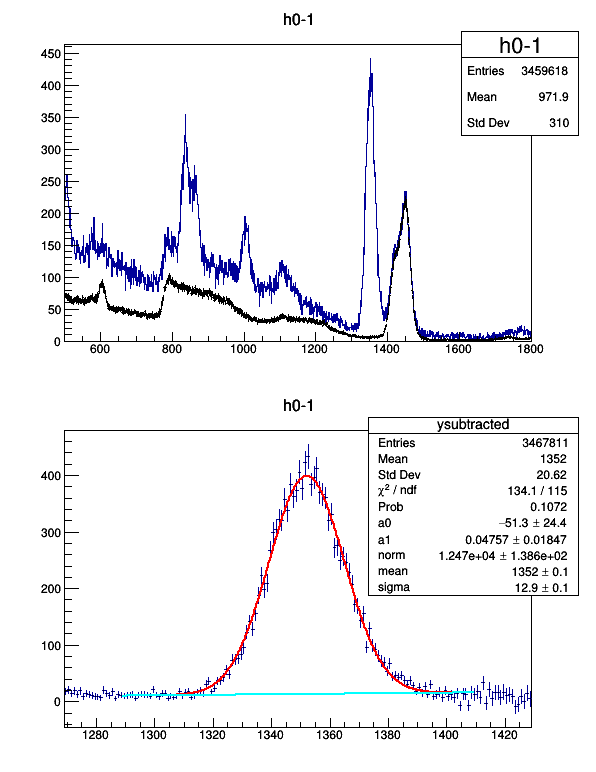 h0-1
h0-1
Entries 3459618
Mean 971.9
Std Dev 310
450
400
350
300
250
200
150
100
50
0
600 800 1000 1200 1400 1600 1800
h0-1
ysubtracted
Entries 3467811
Mean 1352
Std Dev 20.62
χ² / ndf 134.1 / 115
Prob 0.1072
a0 −51.3 ± 24.4
a1 0.04757 ± 0.01847
norm 1.247e+04 ± 1.386e+02
mean 1352 ± 0.1
sigma 12.9 ± 0.1
400
300
200
100
0
1280 1300 1320 1340 1360 1380 1400 1420